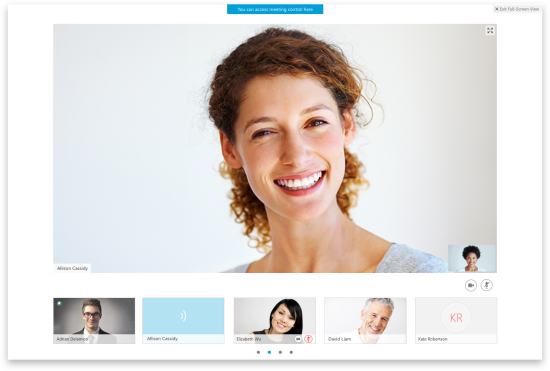 You can access meeting control here
Exit Full-Screen View
Allison Cassidy
Adrian Delamico
Allison Cassidy
Elizabeth Wu
David Liam
KR
Kate Robertson